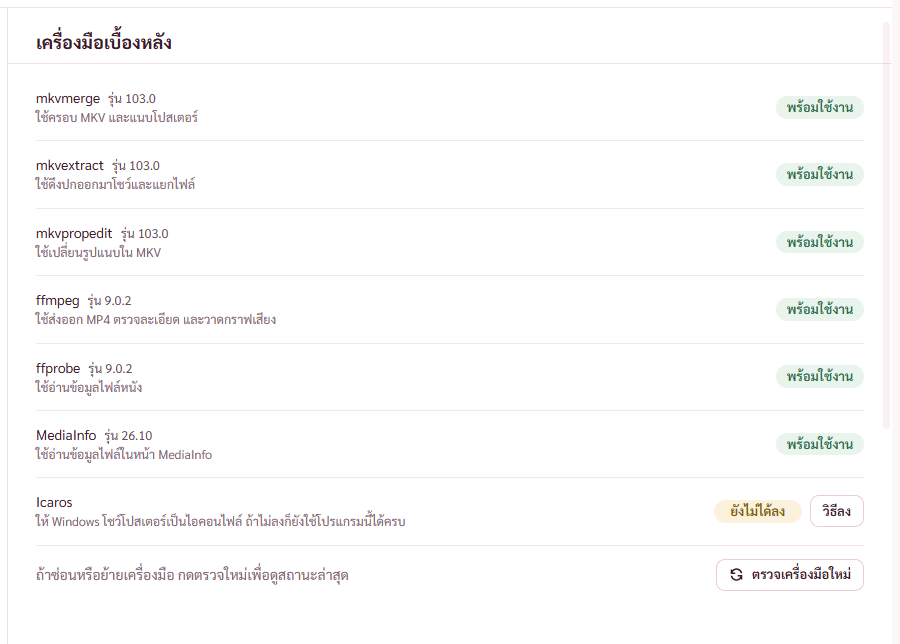 เครื่องมือเบื้องหลัง
mkvmerge รุ่น 103.0
ใช้ครอบ MKV และแนบโปสเตอร์
พร้อมใช้งาน
mkvextract รุ่น 103.0
ใช้ดึงปกออกมาโชว์และแยกไฟล์
พร้อมใช้งาน
mkvpropedit รุ่น 103.0
ใช้เปลี่ยนรูปแนบใน MKV
พร้อมใช้งาน
ffmpeg รุ่น 9.0.2
ใช้ส่งออก MP4 ตรวจละเอียด และวาดกราฟเสียง
พร้อมใช้งาน
ffprobe รุ่น 9.0.2
ใช้อ่านข้อมูลไฟล์หนัง
พร้อมใช้งาน
MediaInfo รุ่น 26.10
ใช้อ่านข้อมูลไฟล์ในหน้า MediaInfo
พร้อมใช้งาน
Icaros
ให้ Windows โชว์โปสเตอร์เป็นไอคอนไฟล์ ถ้าไม่ลงก็ยังใช้โปรแกรมนี้ได้ครบ
ยังไม่ได้ลง
วิธีลง
ถ้าซ่อนหรือย้ายเครื่องมือ กดตรวจใหม่เพื่อดูสถานะล่าสุด
ตรวจเครื่องมือใหม่